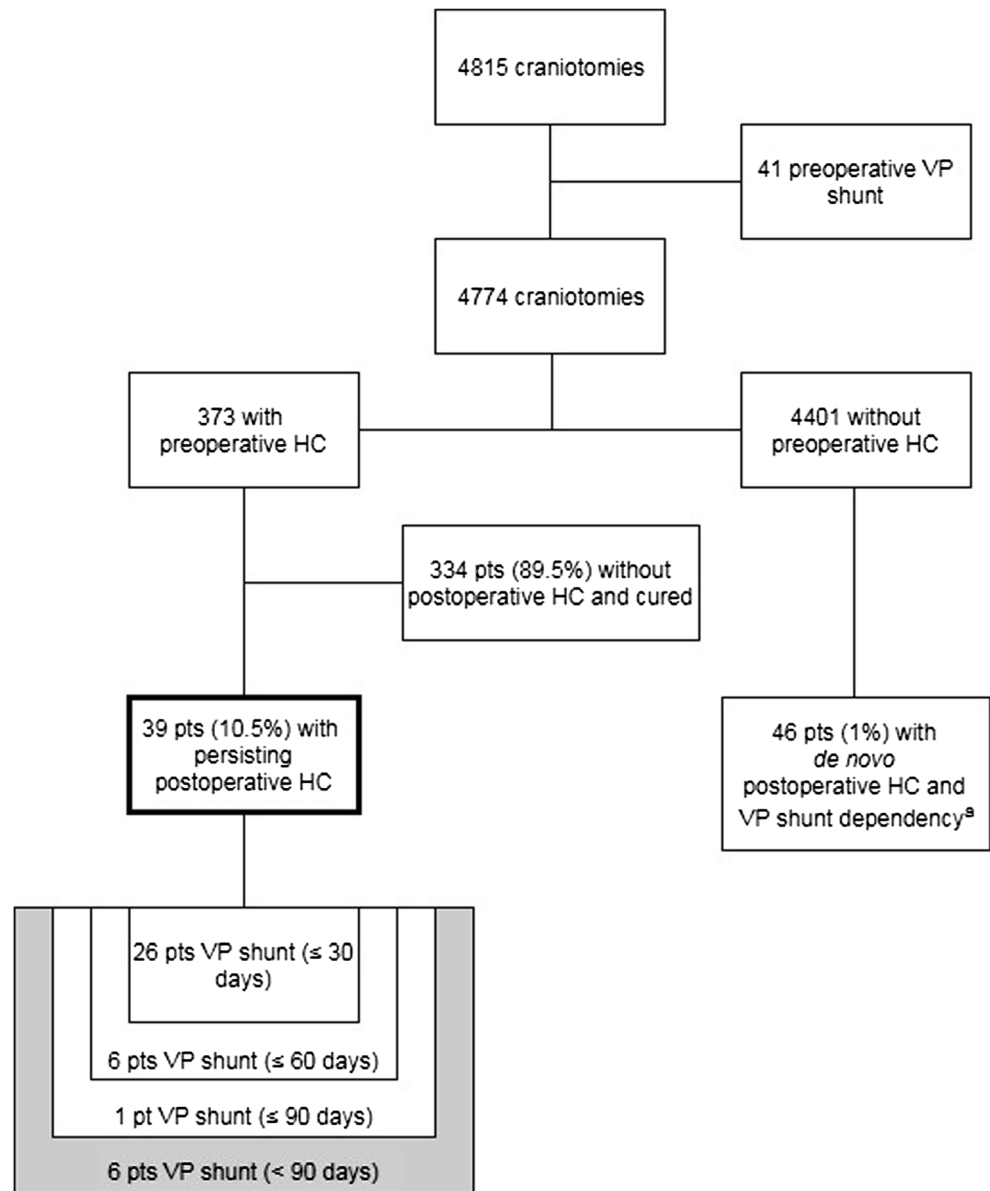 4815 craniotomies
41 preoperative VP
shunt
4774 craniotomies
373 with
preoperative HC
4401 without
preoperative HC
334 pts (89.5%) without
postoperative HC and cured
39 pts (10.5%) with
persisting
postoperative HC
46 pts (1%) with
de novo
postoperative HC and
VP shunt dependencyᵃ
26 pts VP shunt (≤ 30
days)
6 pts VP shunt (≤ 60 days)
1 pt VP shunt (≤ 90 days)
6 pts VP shunt (< 90 days)